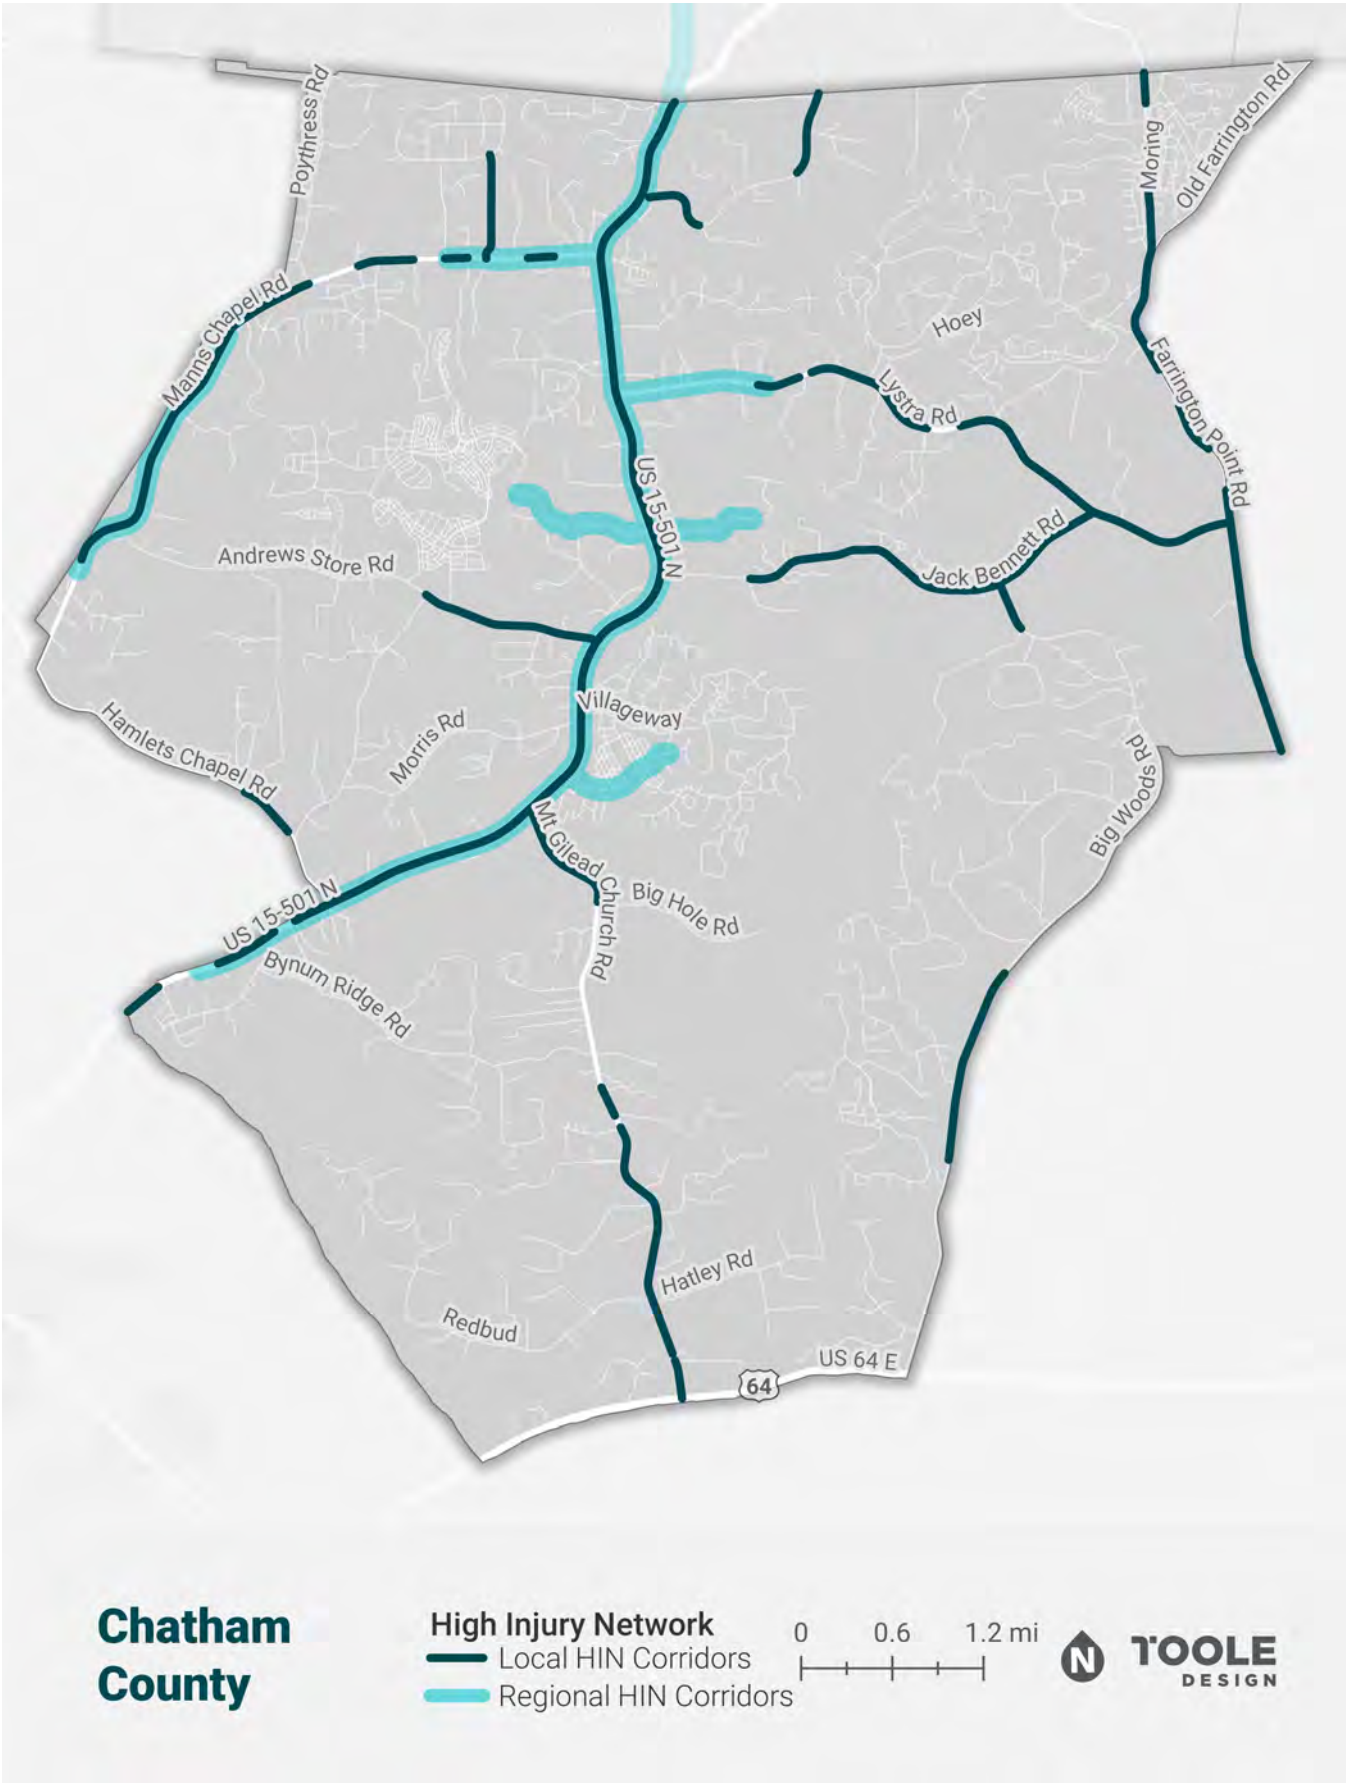 Poythress Rd
Moring
Old Farrington Rd
Manns Chapel Rd
Hoey
Farrington Point Rd
Lystra Rd
US 15-501 N
Andrews Store Rd
Jack Bennett Rd
Villageway
Hamlets Chapel Rd
Morris Rd
Big Woods Rd
Mt Gilead Church Rd
Big Hole Rd
US 15-501 N
Bynum Ridge Rd
Hatley Rd
Redbud
US 64 E
64
Chatham
County
High Injury Network
Local HIN Corridors
Regional HIN Corridors
0 0.6 1.2 mi
N
TOOLE
DESIGN